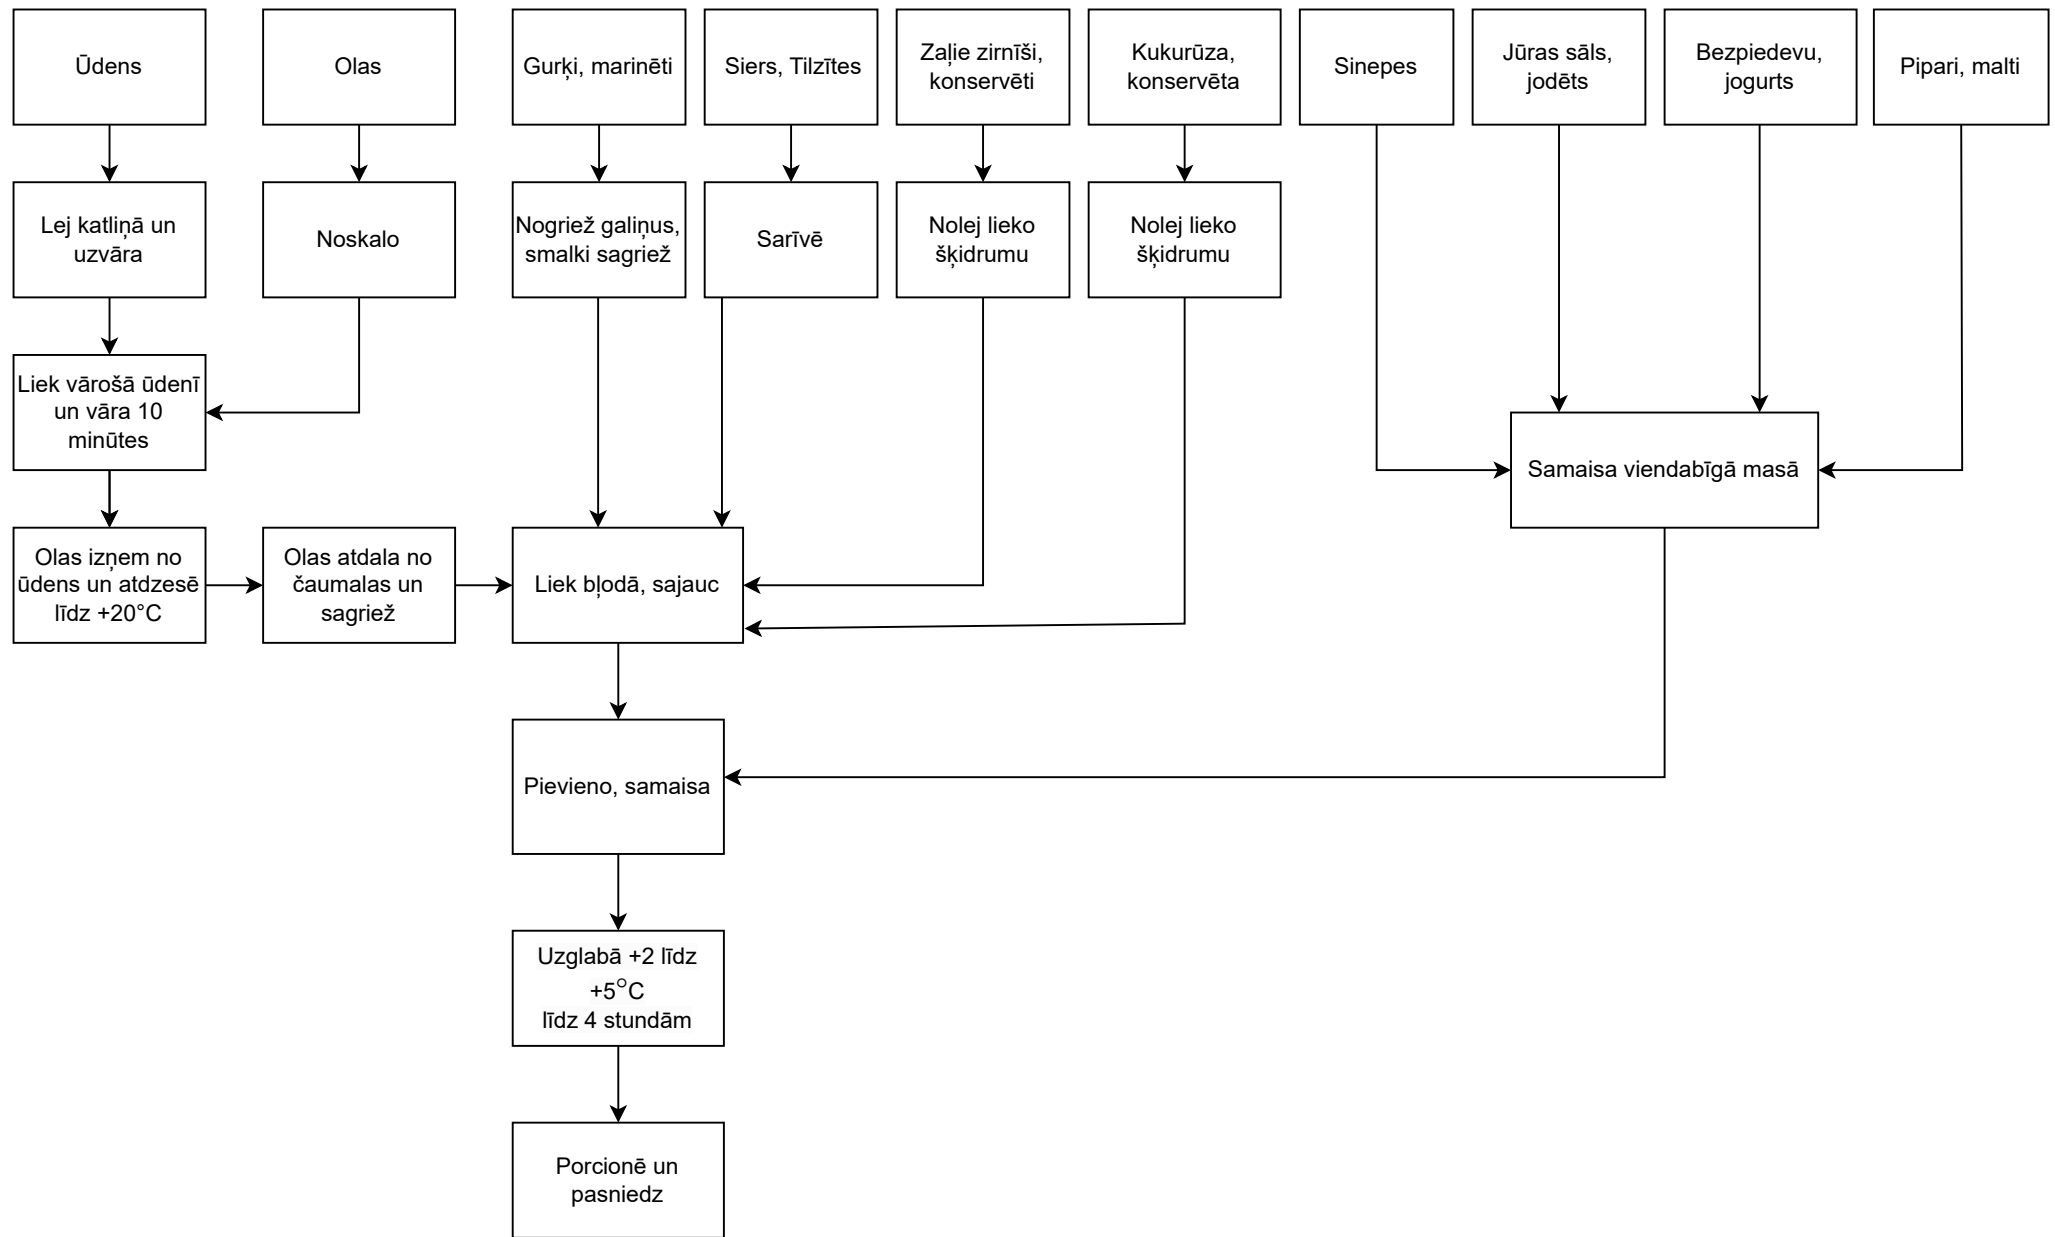 Ūdens
Olas
Gurķi, marinēti
Siers, Tilzītes
Zaļie zirnīši,
konservēti
Kukurūza,
konservēta
Sinepes
Jūras sāls,
jodēts
Bezpiedevu,
jogurts
Pipari, malti
Lej katliņā un
uzvāra
Noskalo
Nogriež galiņus,
smalki sagriež
Sarīvē
Nolej lieko
šķidrumu
Nolej lieko
šķidrumu
Liek vārošā ūdenī
un vāra 10
minūtes
Samaisa viendabīgā masā
Olas izņem no
ūdens un atdzesē
līdz +20°C
Olas atdala no
čaumalas un
sagriež
Liek bļodā, sajauc
Pievieno, samaisa
Uzglabā +2 līdz
+5°C
līdz 4 stundām
Porcionē un
pasniedz